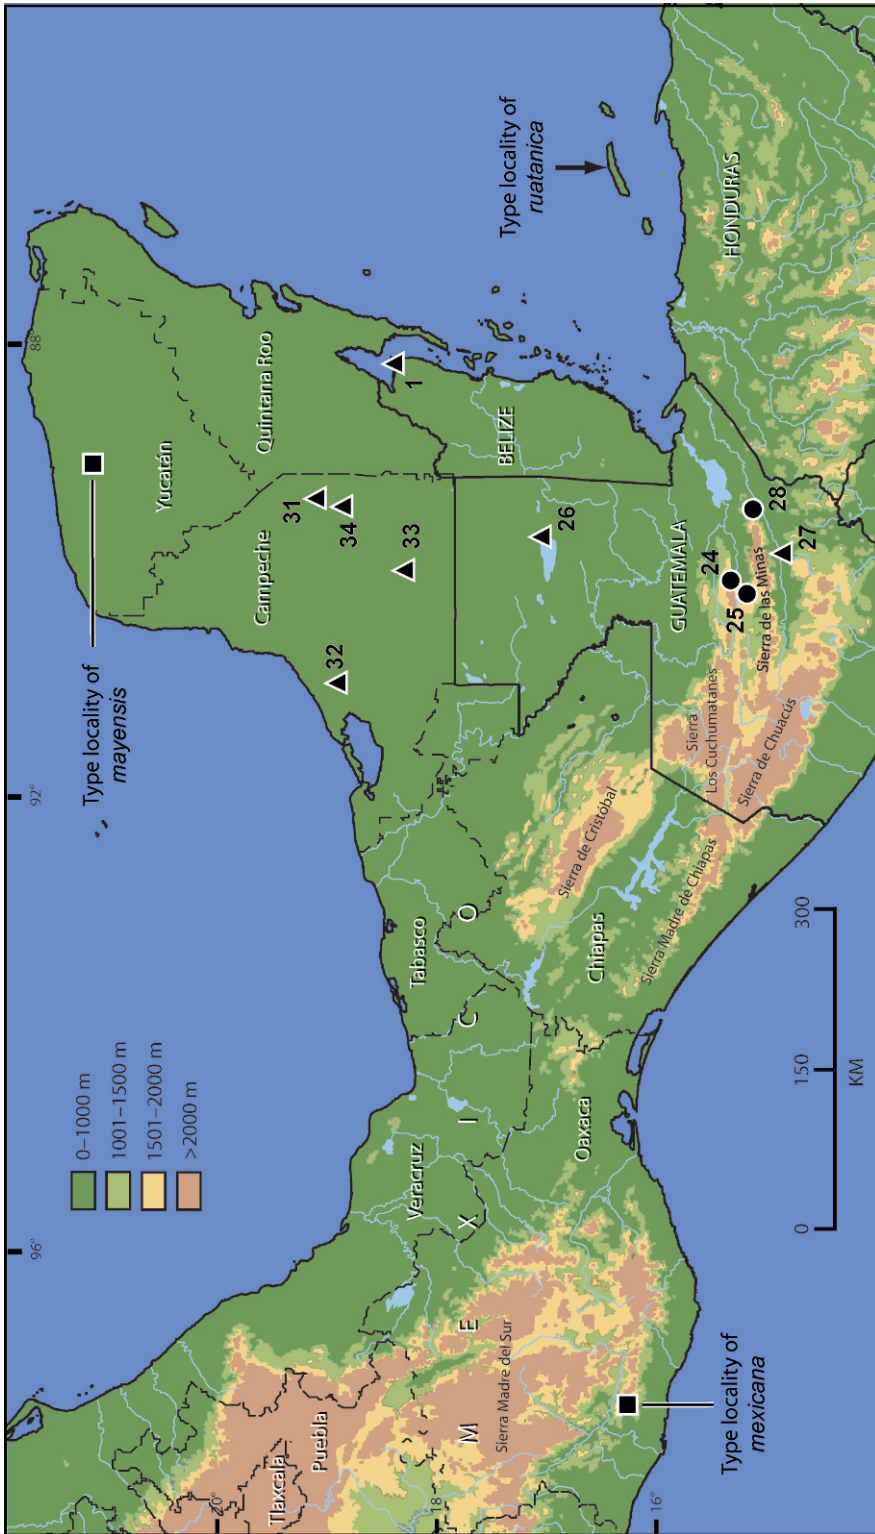 0–1000 m
1001–1500 m
1501–2000 m
>2000 m
96°
92°
88°
20°
18
16°
Type locality of
mayensis
Type locality of
ruatanica
Type locality of
mexicana
Tlaxcala
Puebla
Veracruz
Tabasco
Campeche
Yucatán
Quintana Roo
M E X I C O
Sierra Madre del Sur
Oaxaca
Chiapas
Sierra de Cristóbal
Sierra Madre de Chiapas
BELIZE
GUATEMALA
Sierra
Los Cuchumatanes
Sierra de Chuacús
Sierra de las Minas
HONDURAS
32
31
34
33
1
26
24
25
28
27
0 150 300
KM